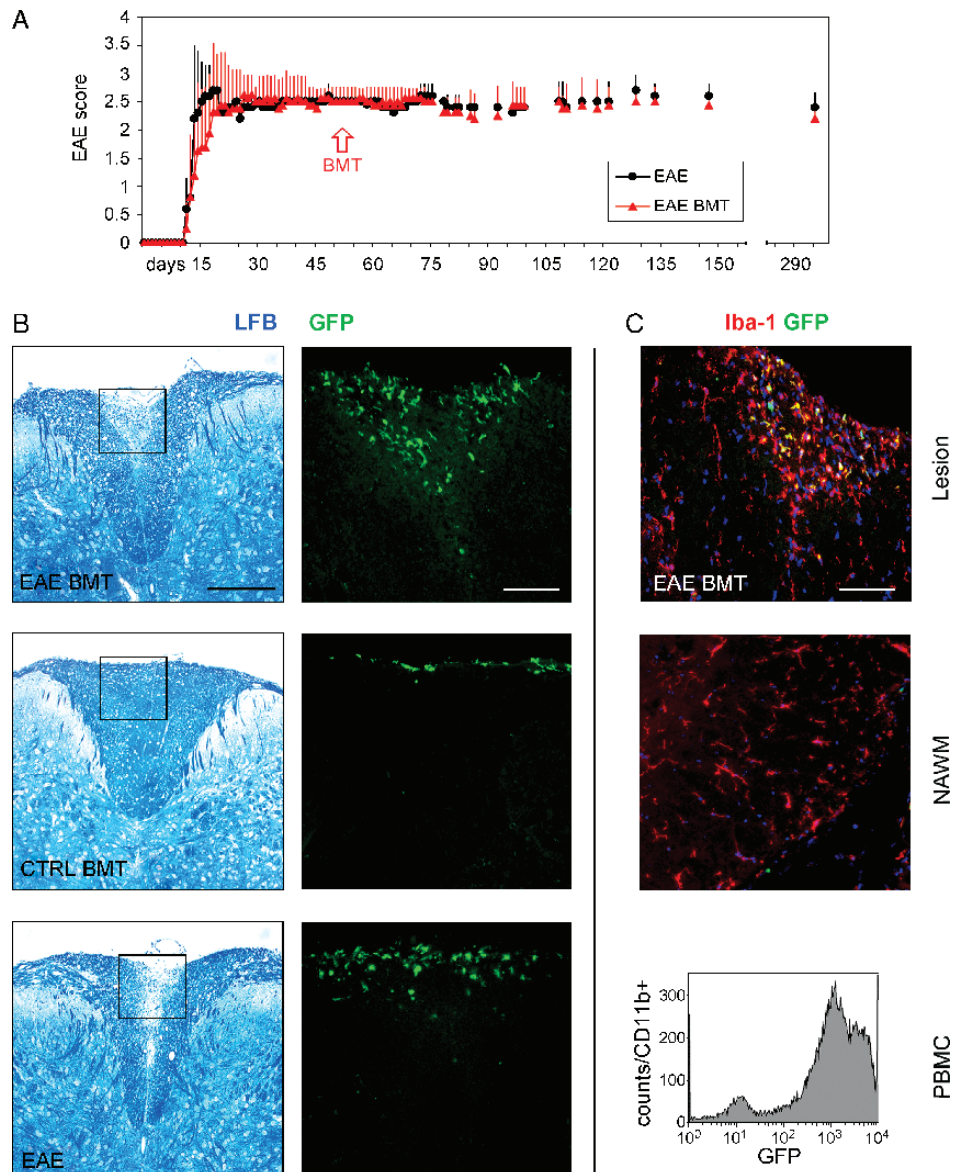 A
EAE score
4
3.5
3
2.5
2
1.5
1
0.5
0
BMT
EAE
EAE BMT
days 15 30 45 60 75 90 105 120 135 150 290
B LFB GFP
EAE BMT
CTRL BMT
EAE
C Iba-1 GFP
EAE BMT
Lesion
NAWM
counts/CD11b+
300
200
100
0
10⁰ 10¹ 10² 10³ 10⁴
GFP
PBMC